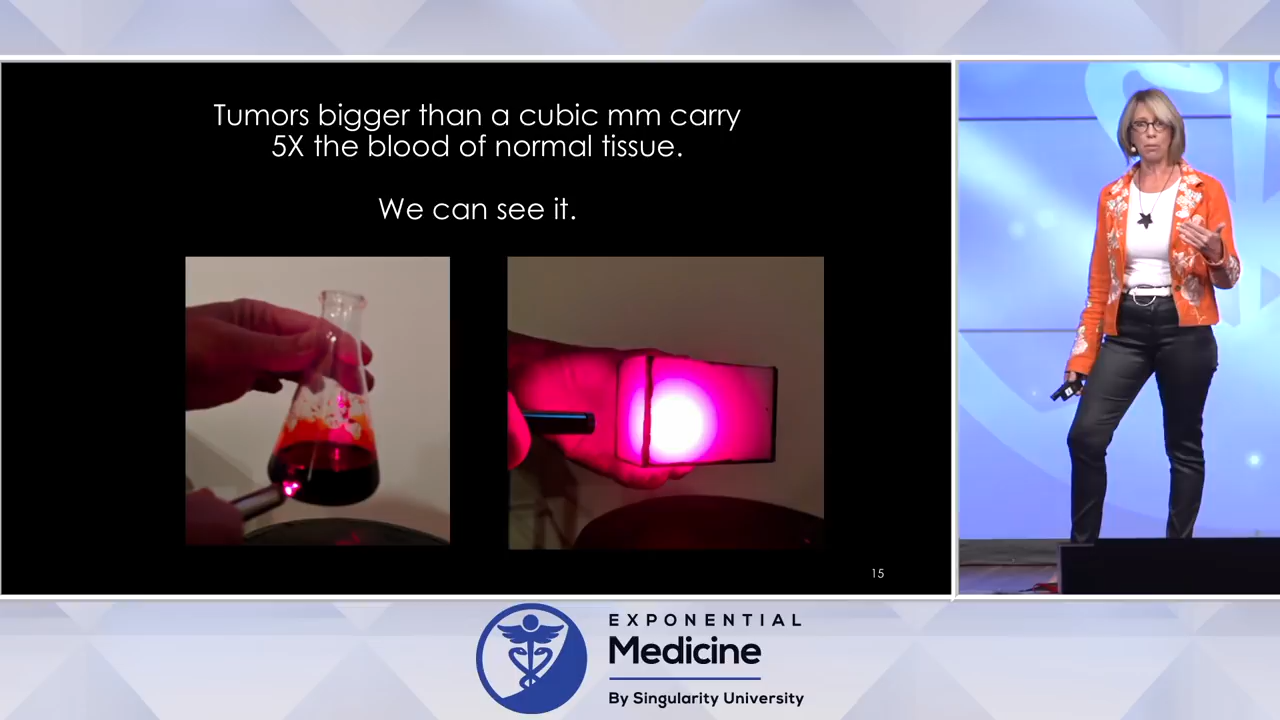 Tumors bigger than a cubic mm carry
5X the blood of normal tissue.
We can see it.
15
EXPONENTIAL
Medicine
By Singularity University